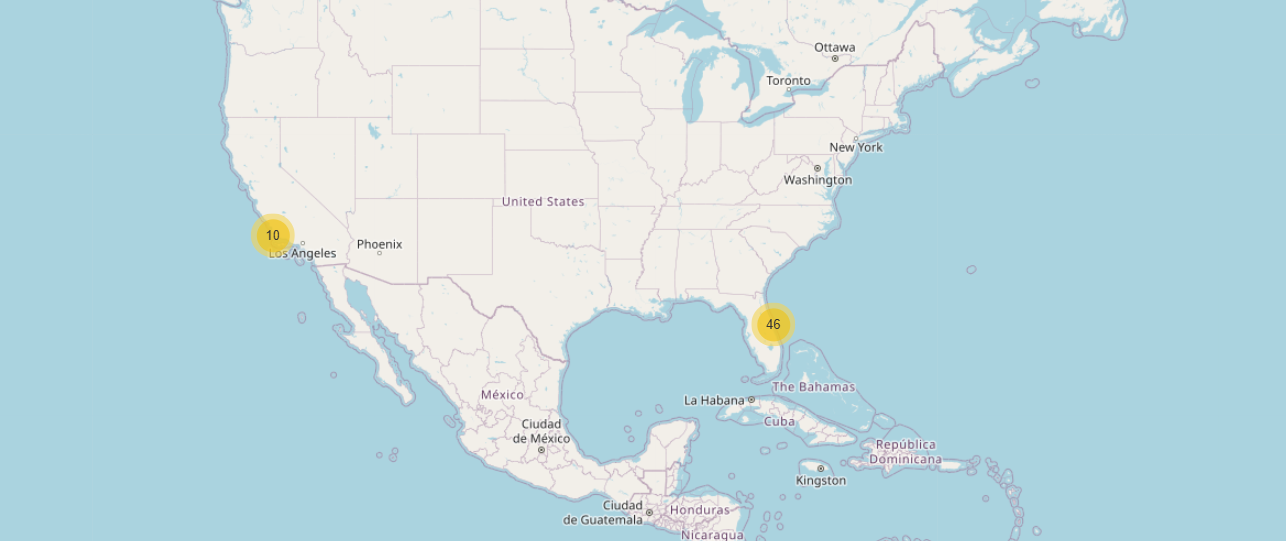 Ottawa
Toronto
New York
Washington
United States
10
Los Angeles
Phoenix
46
México
The Bahamas
La Habana
Cuba
Ciudad
de México
República
Dominicana
Kingston
Ciudad
de Guatemala
Honduras
Nicaragua